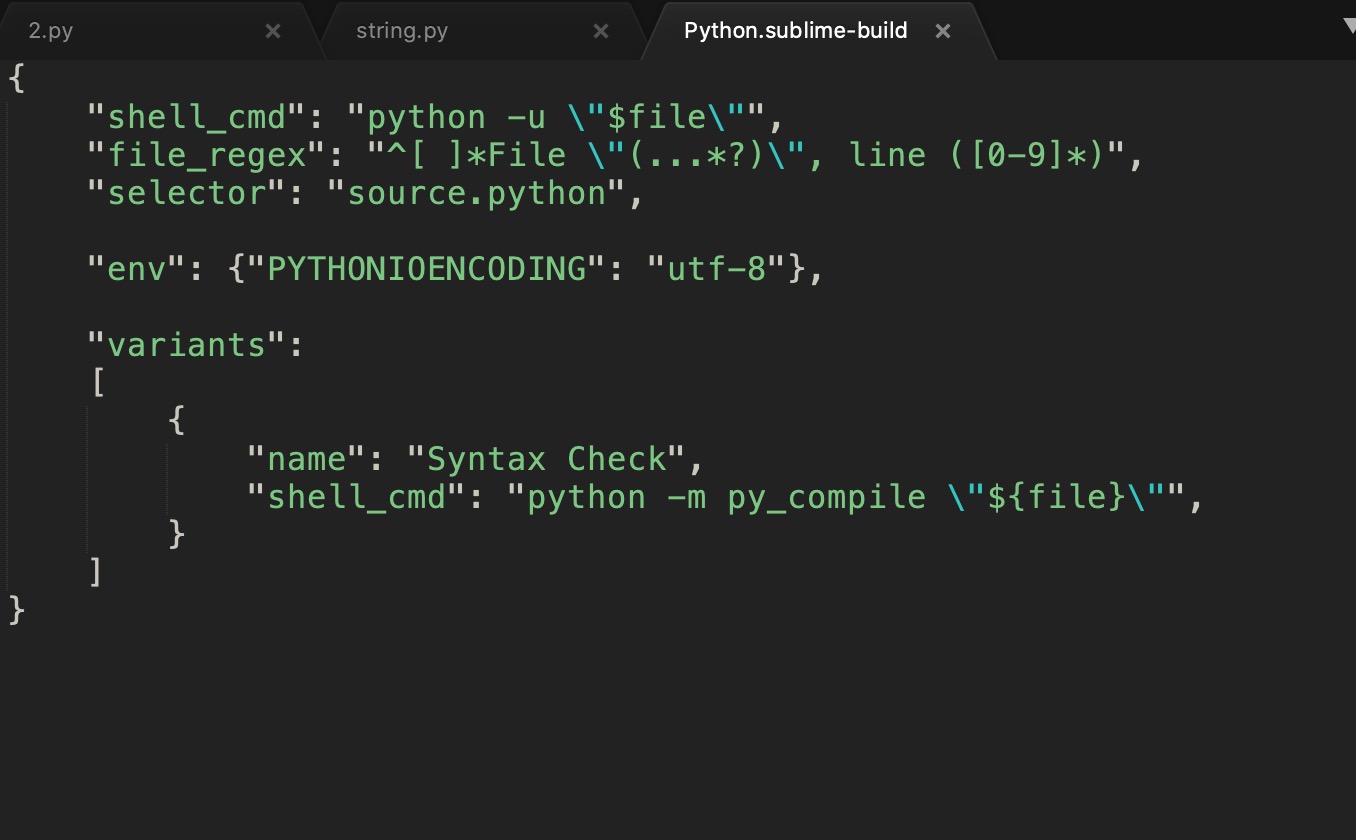 2.py × string.py × Python.sublime-build ×
{
    "shell_cmd": "python -u \"$file\"",
    "file_regex": "^[ ]*File \"(...*?)\", line ([0-9]*)",
    "selector": "source.python",

    "env": {"PYTHONIOENCODING": "utf-8"},

    "variants":
    [
        {
            "name": "Syntax Check",
            "shell_cmd": "python -m py_compile \"${file}\"",
        }
    ]
}